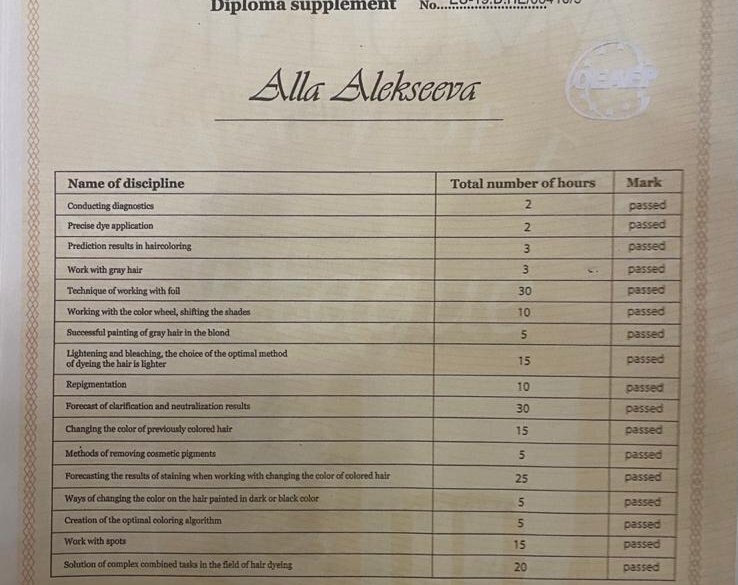 Diploma supplement No.
Alla Alekseeva
Name of discipline Total number of hours Mark
Conducting diagnostics 2 passed
Precise dye application 2 passed
Prediction results in haircoloring 3 passed
Work with gray hair 3 passed
Technique of working with foil 30 passed
Working with the color wheel, shifting the shades 10 passed
Successful painting of gray hair in the blond 5 passed
Lightening and bleaching, the choice of the optimal method
of dyeing the hair is lighter 15 passed
Repigmentation 10 passed
Forecast of clarification and neutralization results 30 passed
Changing the color of previously colored hair 15 passed
Methods of removing cosmetic pigments 5 passed
Forecasting the results of staining when working with changing the color of colored hair 25 passed
Ways of changing the color on the hair painted in dark or black color 5 passed
Creation of the optimal coloring algorithm 5 passed
Work with spots 15 passed
Solution of complex combined tasks in the field of hair dyeing 20 passed